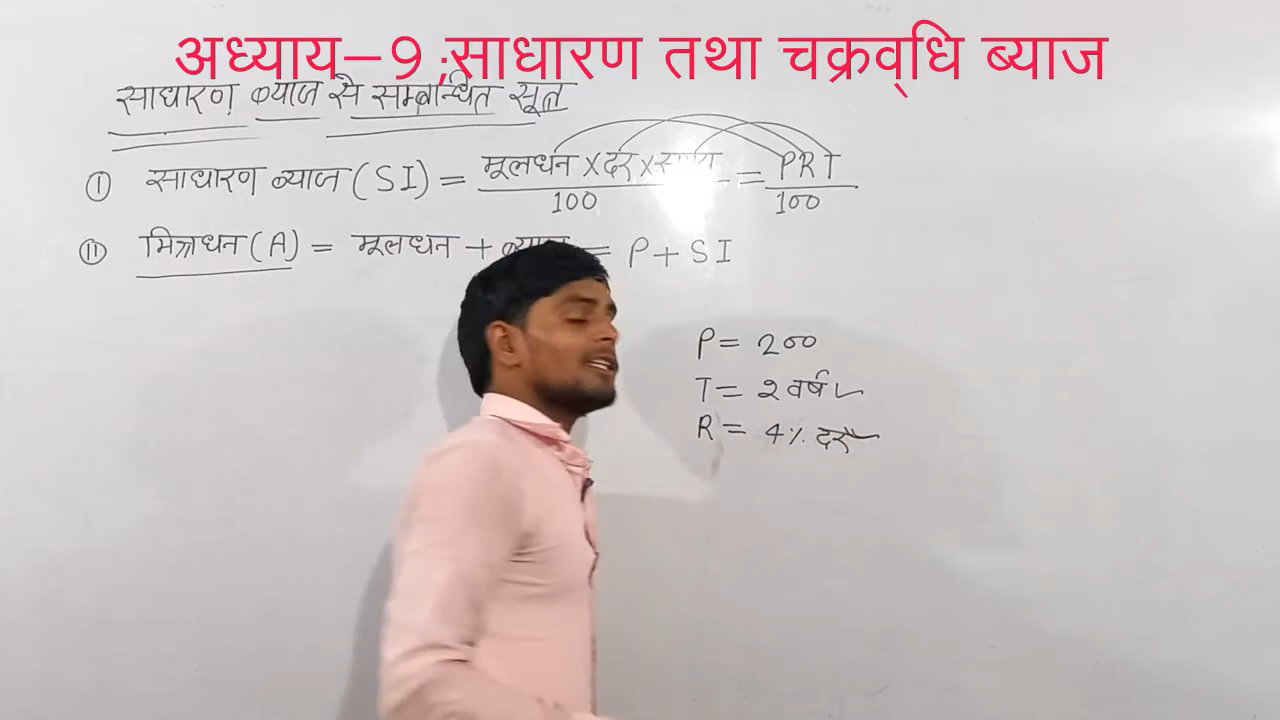 अध्याय–9 ;साधारण तथा चक्रव्धि ब्याज
साधारण ब्याज से सम्बन्धित सूत्र
① साधारण ब्याज (SI) = मूलधन × दर × / 100 = PRT / 100
⑪ मिश्रधन (A) = मूलधन + = P + SI
P = 200
T = 2 वर्ष
R = 4% दर